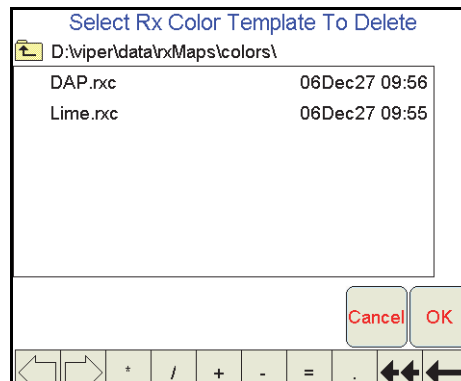 Select Rx Color Template To Delete
D:\viper\data\rxMaps\colors\
DAP.rxc 06Dec27 09:56
Lime.rxc 06Dec27 09:55
Cancel OK
* / + - = .